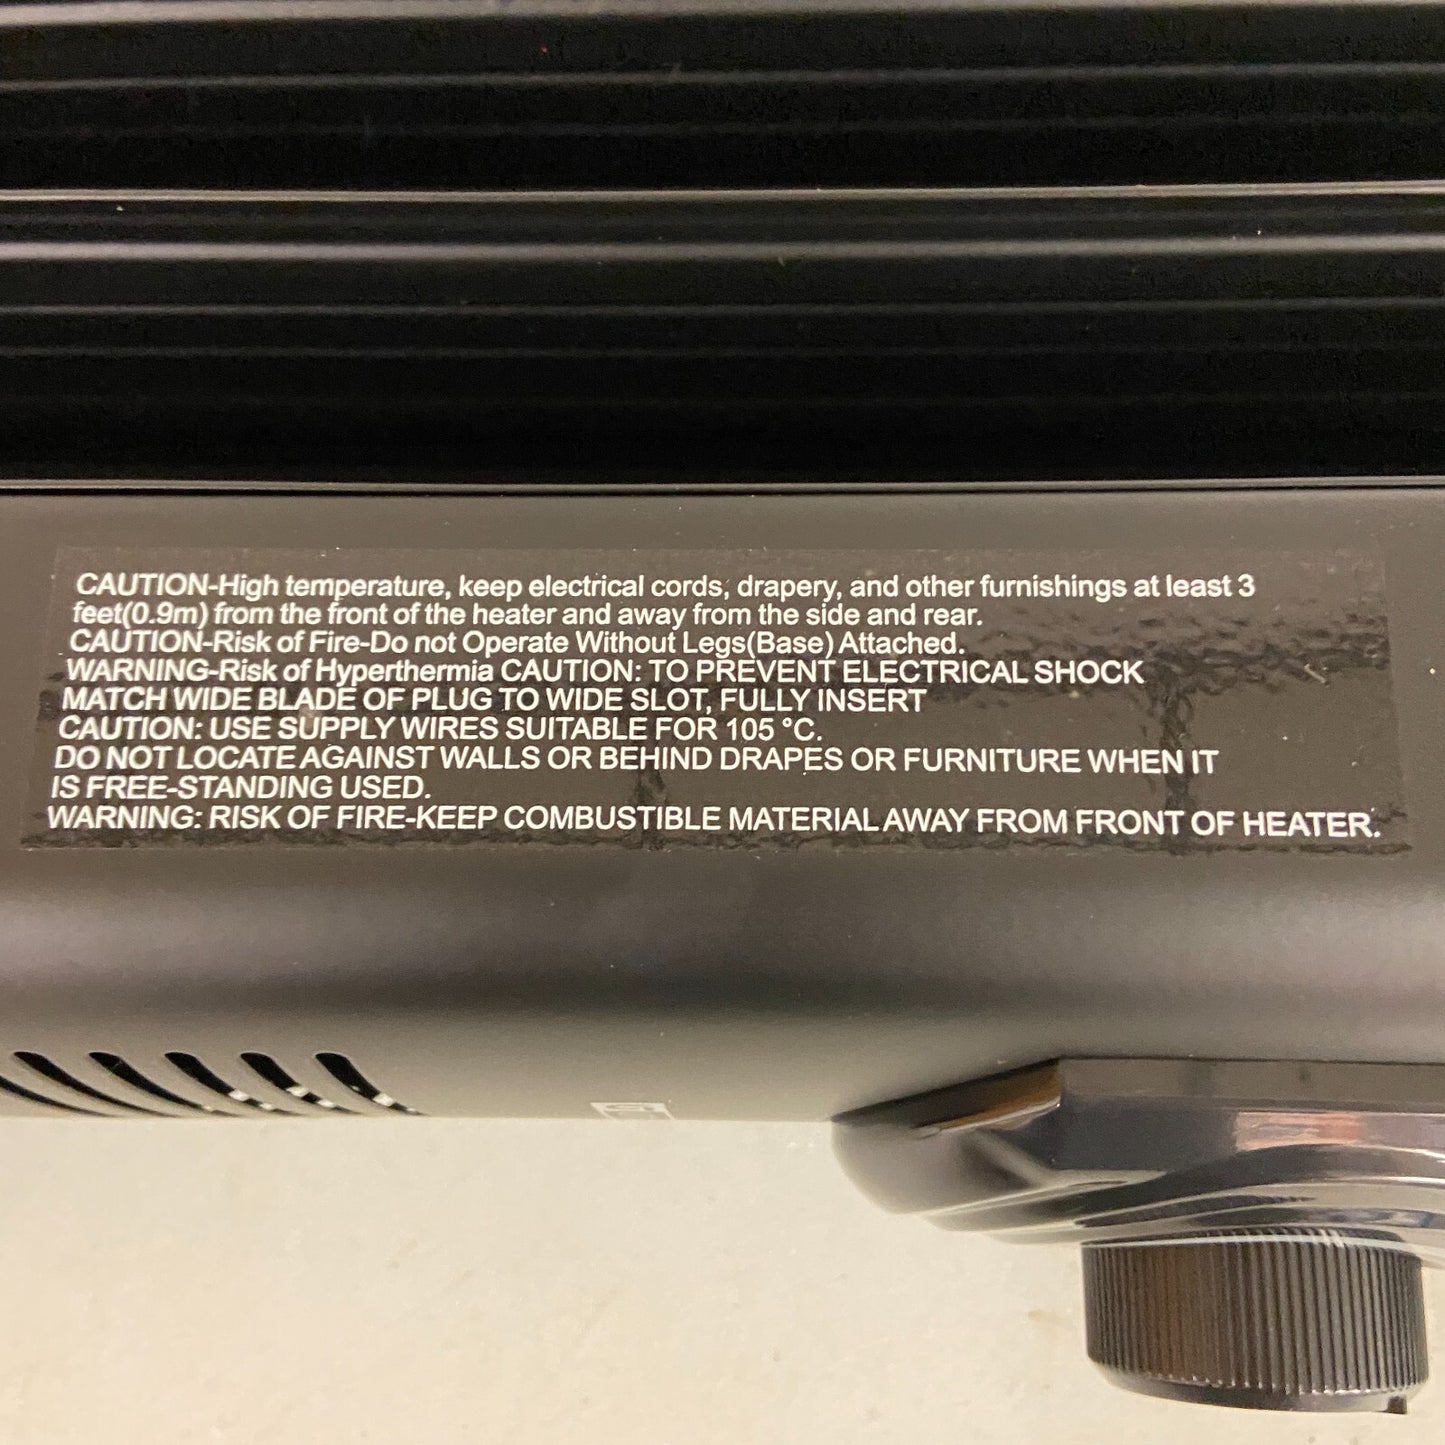 CAUTION-High temperature, keep electrical cords, drapery, and other furnishings at least 3
feet(0.9m) from the front of the heater and away from the side and rear.
CAUTION-Risk of Fire-Do not Operate Without Legs(Base) Attached.
WARNING-Risk of Hyperthermia CAUTION: TO PREVENT ELECTRICAL SHOCK
MATCH WIDE BLADE OF PLUG TO WIDE SLOT, FULLY INSERT
CAUTION: USE SUPPLY WIRES SUITABLE FOR 105 °C.
DO NOT LOCATE AGAINST WALLS OR BEHIND DRAPES OR FURNITURE WHEN IT
IS FREE-STANDING USED.
WARNING: RISK OF FIRE-KEEP COMBUSTIBLE MATERIAL AWAY FROM FRONT OF HEATER.